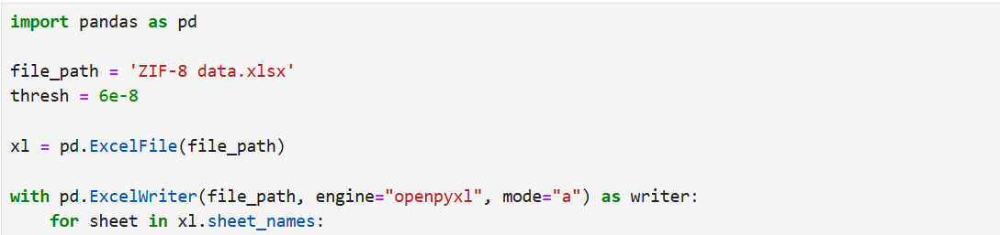 import pandas as pd
file_path = 'ZIF-8 data.xlsx'
thresh = 6e-8
xl = pd.ExcelFile(file_path)
with pd.ExcelWriter(file_path, engine="openpyxl", mode="a") as writer:
    for sheet in xl.sheet_names: